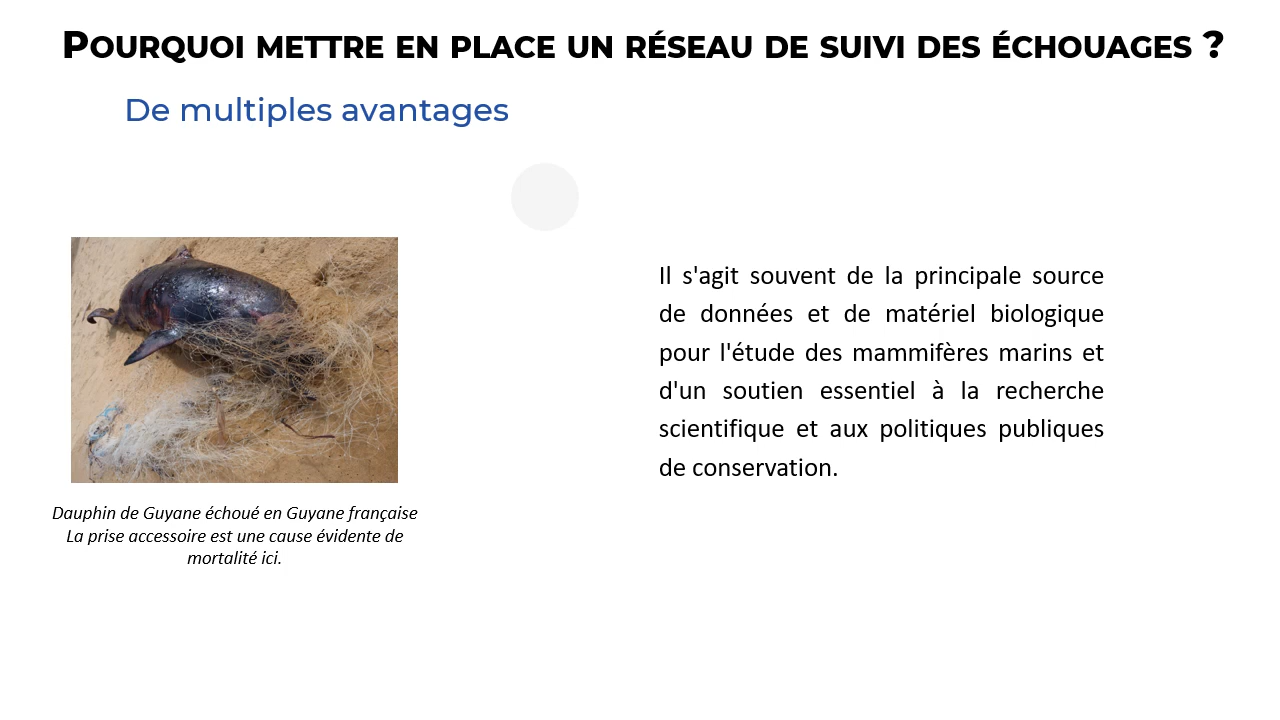 POURQUOI METTRE EN PLACE UN RÉSEAU DE SUIVI DES ÉCHOUAGES ?
De multiples avantages
Il s'agit souvent de la principale source
de données et de matériel biologique
pour l'étude des mammifères marins et
d'un soutien essentiel à la recherche
scientifique et aux politiques publiques
de conservation.
Dauphin de Guyane échoué en Guyane française
La prise accessoire est une cause évidente de
mortalité ici.